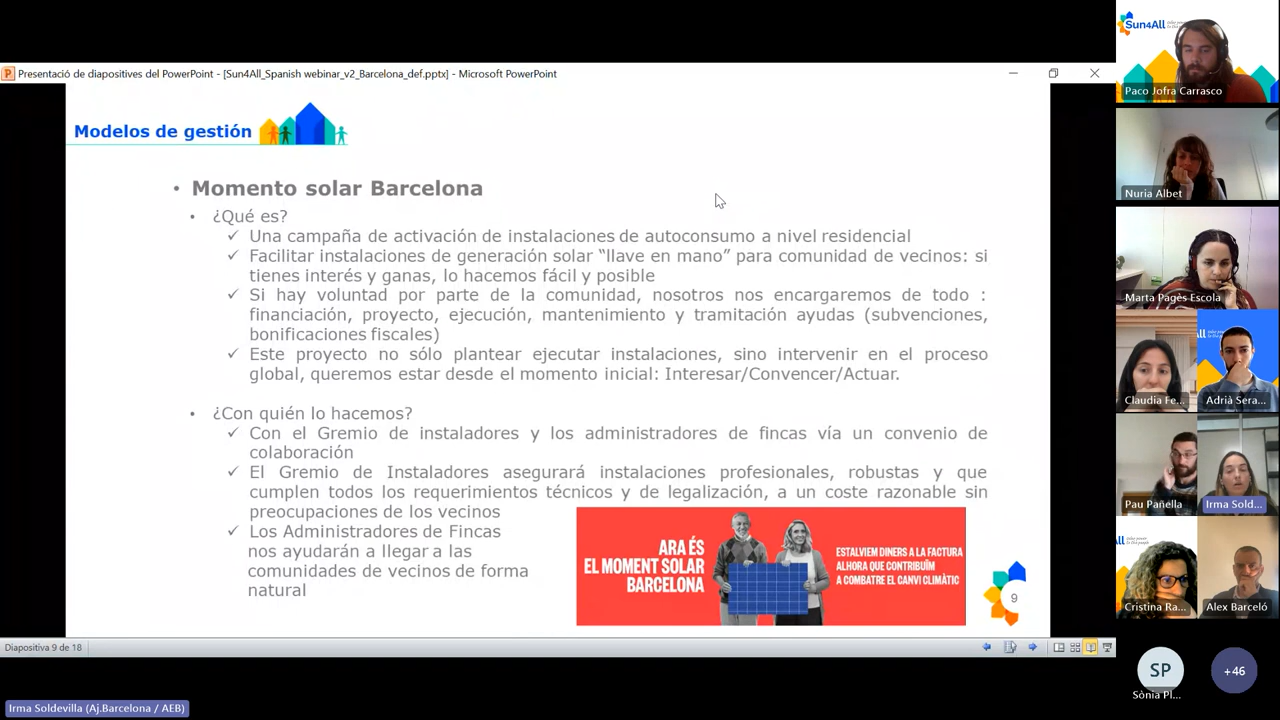 Presentació de diapositives del PowerPoint - [Sun4All_Spanish webinar_v2_Barcelona_def.pptx] - Microsoft PowerPoint
Modelos de gestión
• Momento solar Barcelona
• ¿Qué es?
✓ Una campaña de activación de instalaciones de autoconsumo a nivel residencial
✓ Facilitar instalaciones de generación solar “llave en mano” para comunidad de vecinos: si
tienes interés y ganas, lo hacemos fácil y posible
✓ Si hay voluntad por parte de la comunidad, nosotros nos encargaremos de todo :
financiación, proyecto, ejecución, mantenimiento y tramitación ayudas (subvenciones,
bonificaciones fiscales)
✓ Este proyecto no sólo plantear ejecutar instalaciones, sino intervenir en el proceso
global, queremos estar desde el momento inicial: Interesar/Convencer/Actuar.
• ¿Con quién lo hacemos?
✓ Con el Gremio de instaladores y los administradores de fincas vía un convenio de
colaboración
✓ El Gremio de Instaladores asegurará instalaciones profesionales, robustas y que
cumplen todos los requerimientos técnicos y de legalización, a un coste razonable sin
preocupaciones de los vecinos
✓ Los Administradores de Fincas
nos ayudarán a llegar a las
comunidades de vecinos de forma
natural
ARA ÉS
EL MOMENT SOLAR
BARCELONA
ESTALVIEM DINERS A LA FACTURA
ALHORA QUE CONTRIBUÏM
A COMBATRE EL CANVI CLIMÀTIC
9
Diapositiva 9 de 18
Irma Soldevilla (Aj.Barcelona / AEB)
Sun4All
Paco Jofra Carrasco
Nuria Albet
Marta Pagès Escola
Claudia Fe...
Adrià Sera...
Pau Pañella
Irma Sold...
Cristina Ra...
Alex Barceló
SP
Sònia Pl...
+46